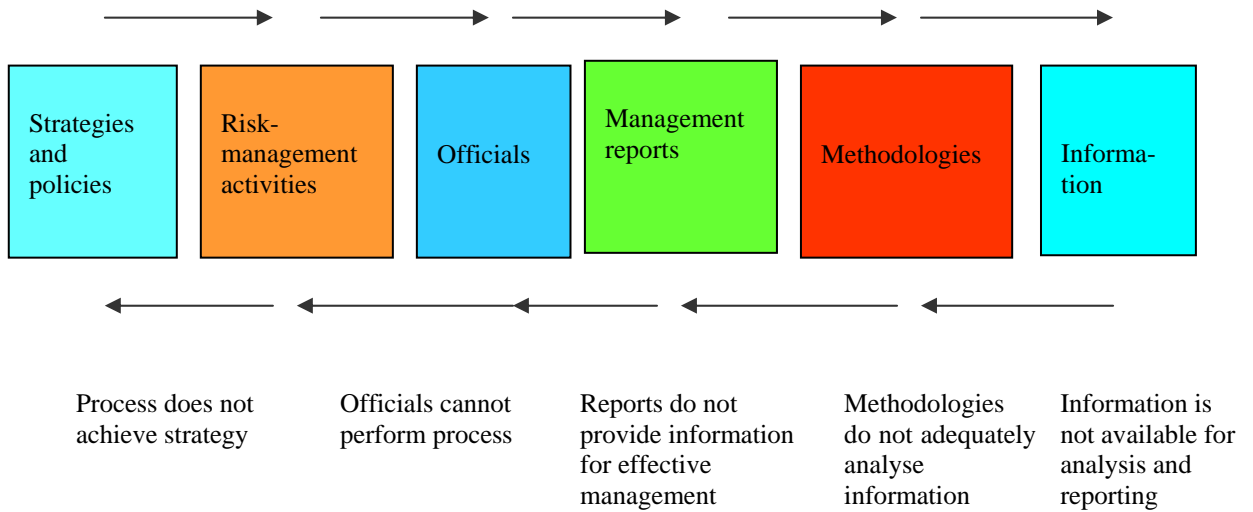 Strategies
and
policies
Risk-
management
activities
Officials
Management
reports
Methodologies
Informa-
tion
Process does not
achieve strategy
Officials cannot
perform process
Reports do not
provide information
for effective
management
Methodologies
do not adequately
analyse
information
Information is
not available for
analysis and
reporting